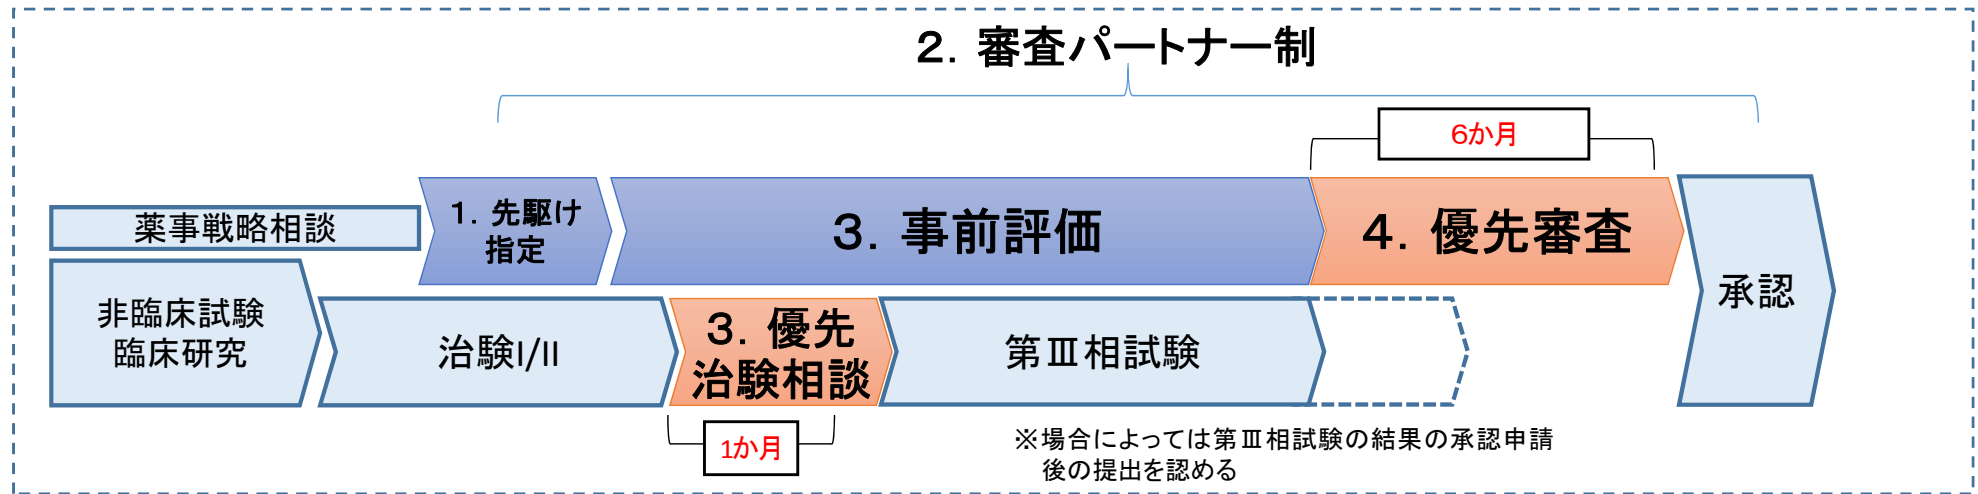 ２．審査パートナー制
６か月
薬事戦略相談
１．先駆け
指定
３．事前評価
４．優先審査
承認
非臨床試験
臨床研究
治験I/II
３．優先
治験相談
第Ⅲ相試験
1か月
※場合によっては第Ⅲ相試験の結果の承認申請
後の提出を認める